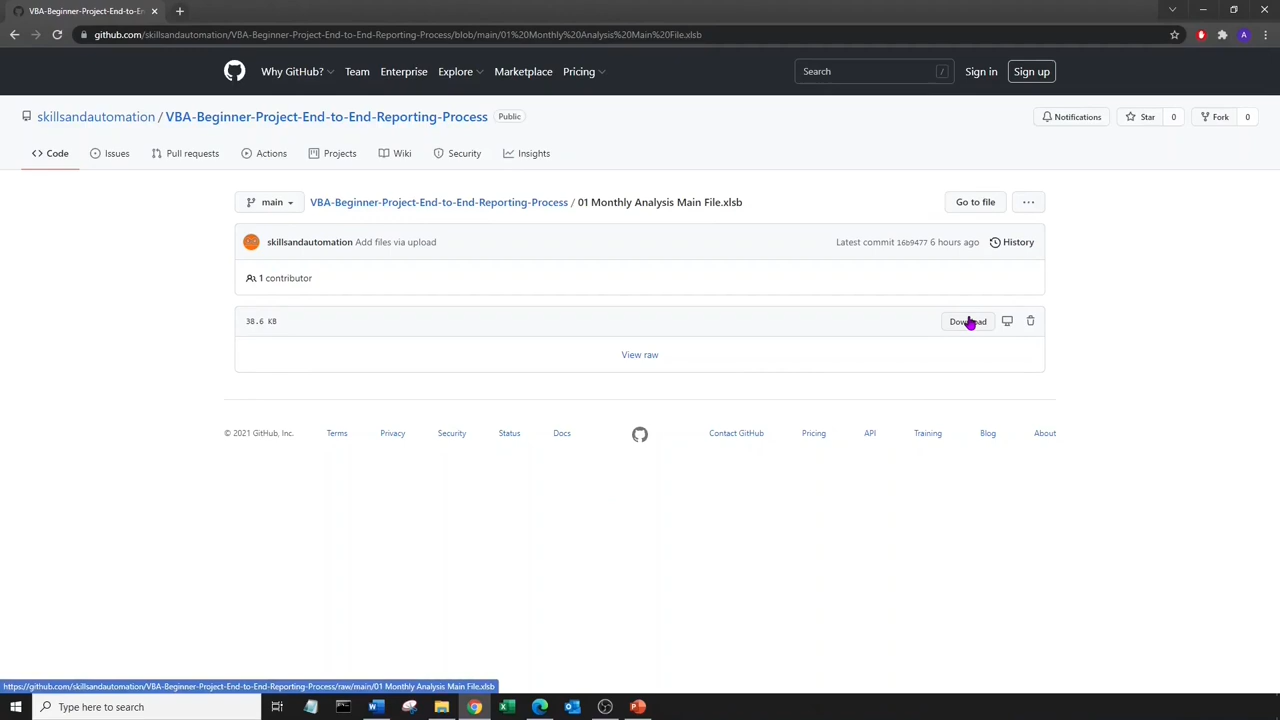 VBA-Beginner-Project-End-to-En
github.com/skillsandautomation/VBA-Beginner-Project-End-to-End-Reporting-Process/blob/main/01%20Monthly%20Analysis%20Main%20File.xlsb
A
Why GitHub? Team Enterprise Explore Marketplace Pricing Search / Sign in Sign up
skillsandautomation / VBA-Beginner-Project-End-to-End-Reporting-Process Public Notifications Star 0 Fork 0
Code Issues Pull requests Actions Projects Wiki Security Insights
main VBA-Beginner-Project-End-to-End-Reporting-Process / 01 Monthly Analysis Main File.xlsb Go to file ...
skillsandautomation Add files via upload Latest commit 16b9477 6 hours ago History
1 contributor
38.6 KB Download
View raw
© 2021 GitHub, Inc. Terms Privacy Security Status Docs Contact GitHub Pricing API Training Blog About
https://github.com/skillsandautomation/VBA-Beginner-Project-End-to-End-Reporting-Process/raw/main/01 Monthly Analysis Main File.xlsb
Type here to search